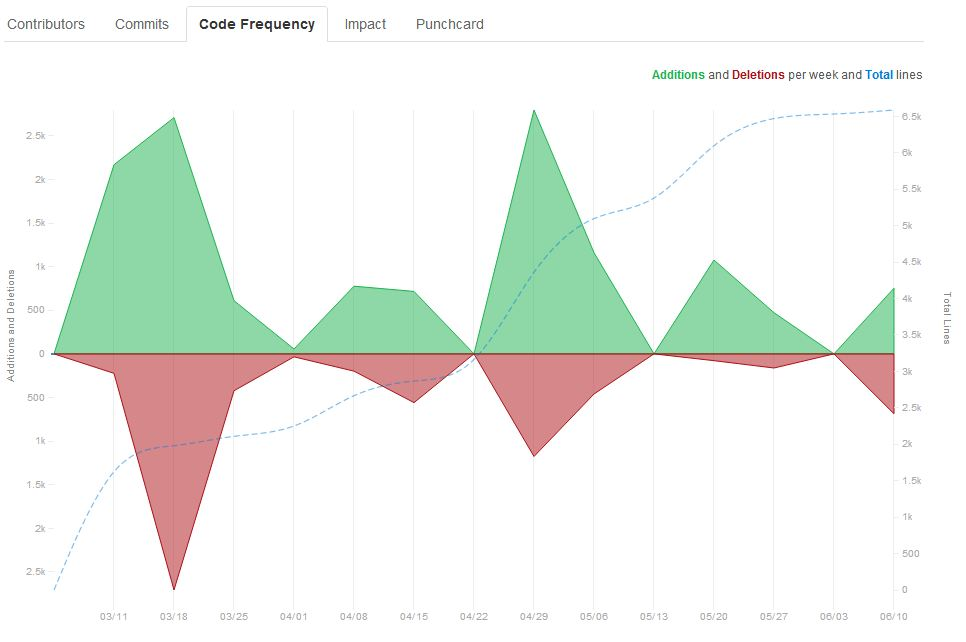 Contributors Commits Code Frequency Impact Punchcard
Additions and Deletions per week and Total lines
Additions and Deletions
2.5k
2k
1.5k
1k
500
0
500
1k
1.5k
2k
2.5k
6.5k
6k
5.5k
5k
4.5k
4k
3.5k
3k
2.5k
2k
1.5k
1k
500
0
Total Lines
03/11 03/18 03/25 04/01 04/08 04/15 04/22 04/29 05/06 05/13 05/20 05/27 06/03 06/10